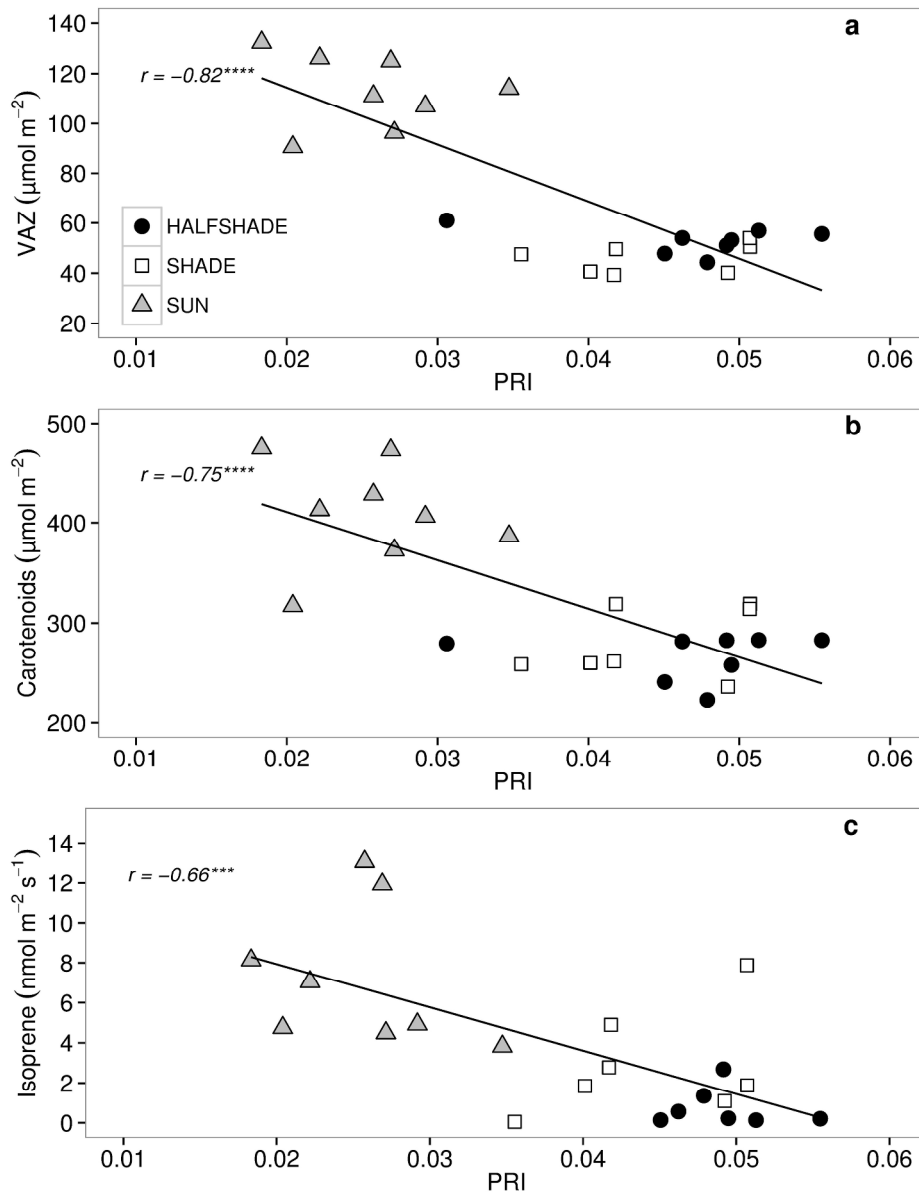 a
140
120
100
80
60
40
20
VAZ (µmol m−2)
r = −0.82****
HALFSHADE
SHADE
SUN
0.01 0.02 0.03 0.04 0.05 0.06
PRI
b
500
400
300
200
Carotenoids (µmol m−2)
r = −0.75****
0.01 0.02 0.03 0.04 0.05 0.06
PRI
c
14
12
10
8
6
4
2
0
Isoprene (nmol m−2 s−1)
r = −0.66***
0.01 0.02 0.03 0.04 0.05 0.06
PRI